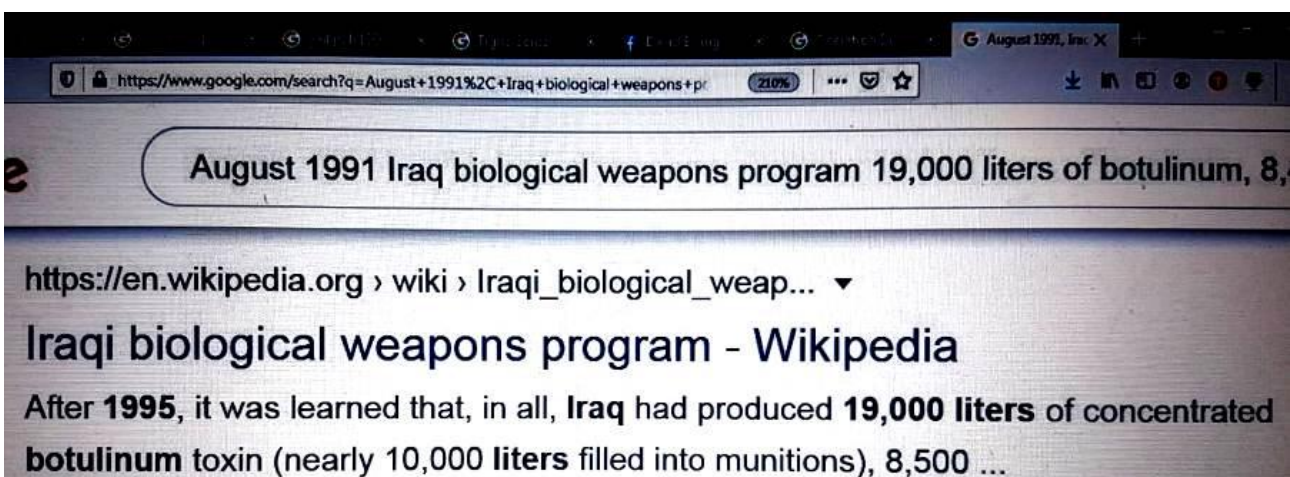 August 1991, Irac
https://www.google.com/search?q=August+1991%2C+Iraq+biological+weapons+pr 210%
e
August 1991 Iraq biological weapons program 19,000 liters of botulinum, 8,
https://en.wikipedia.org › wiki › Iraqi_biological_weap...
Iraqi biological weapons program - Wikipedia
After 1995, it was learned that, in all, Iraq had produced 19,000 liters of concentrated
botulinum toxin (nearly 10,000 liters filled into munitions), 8,500 ...